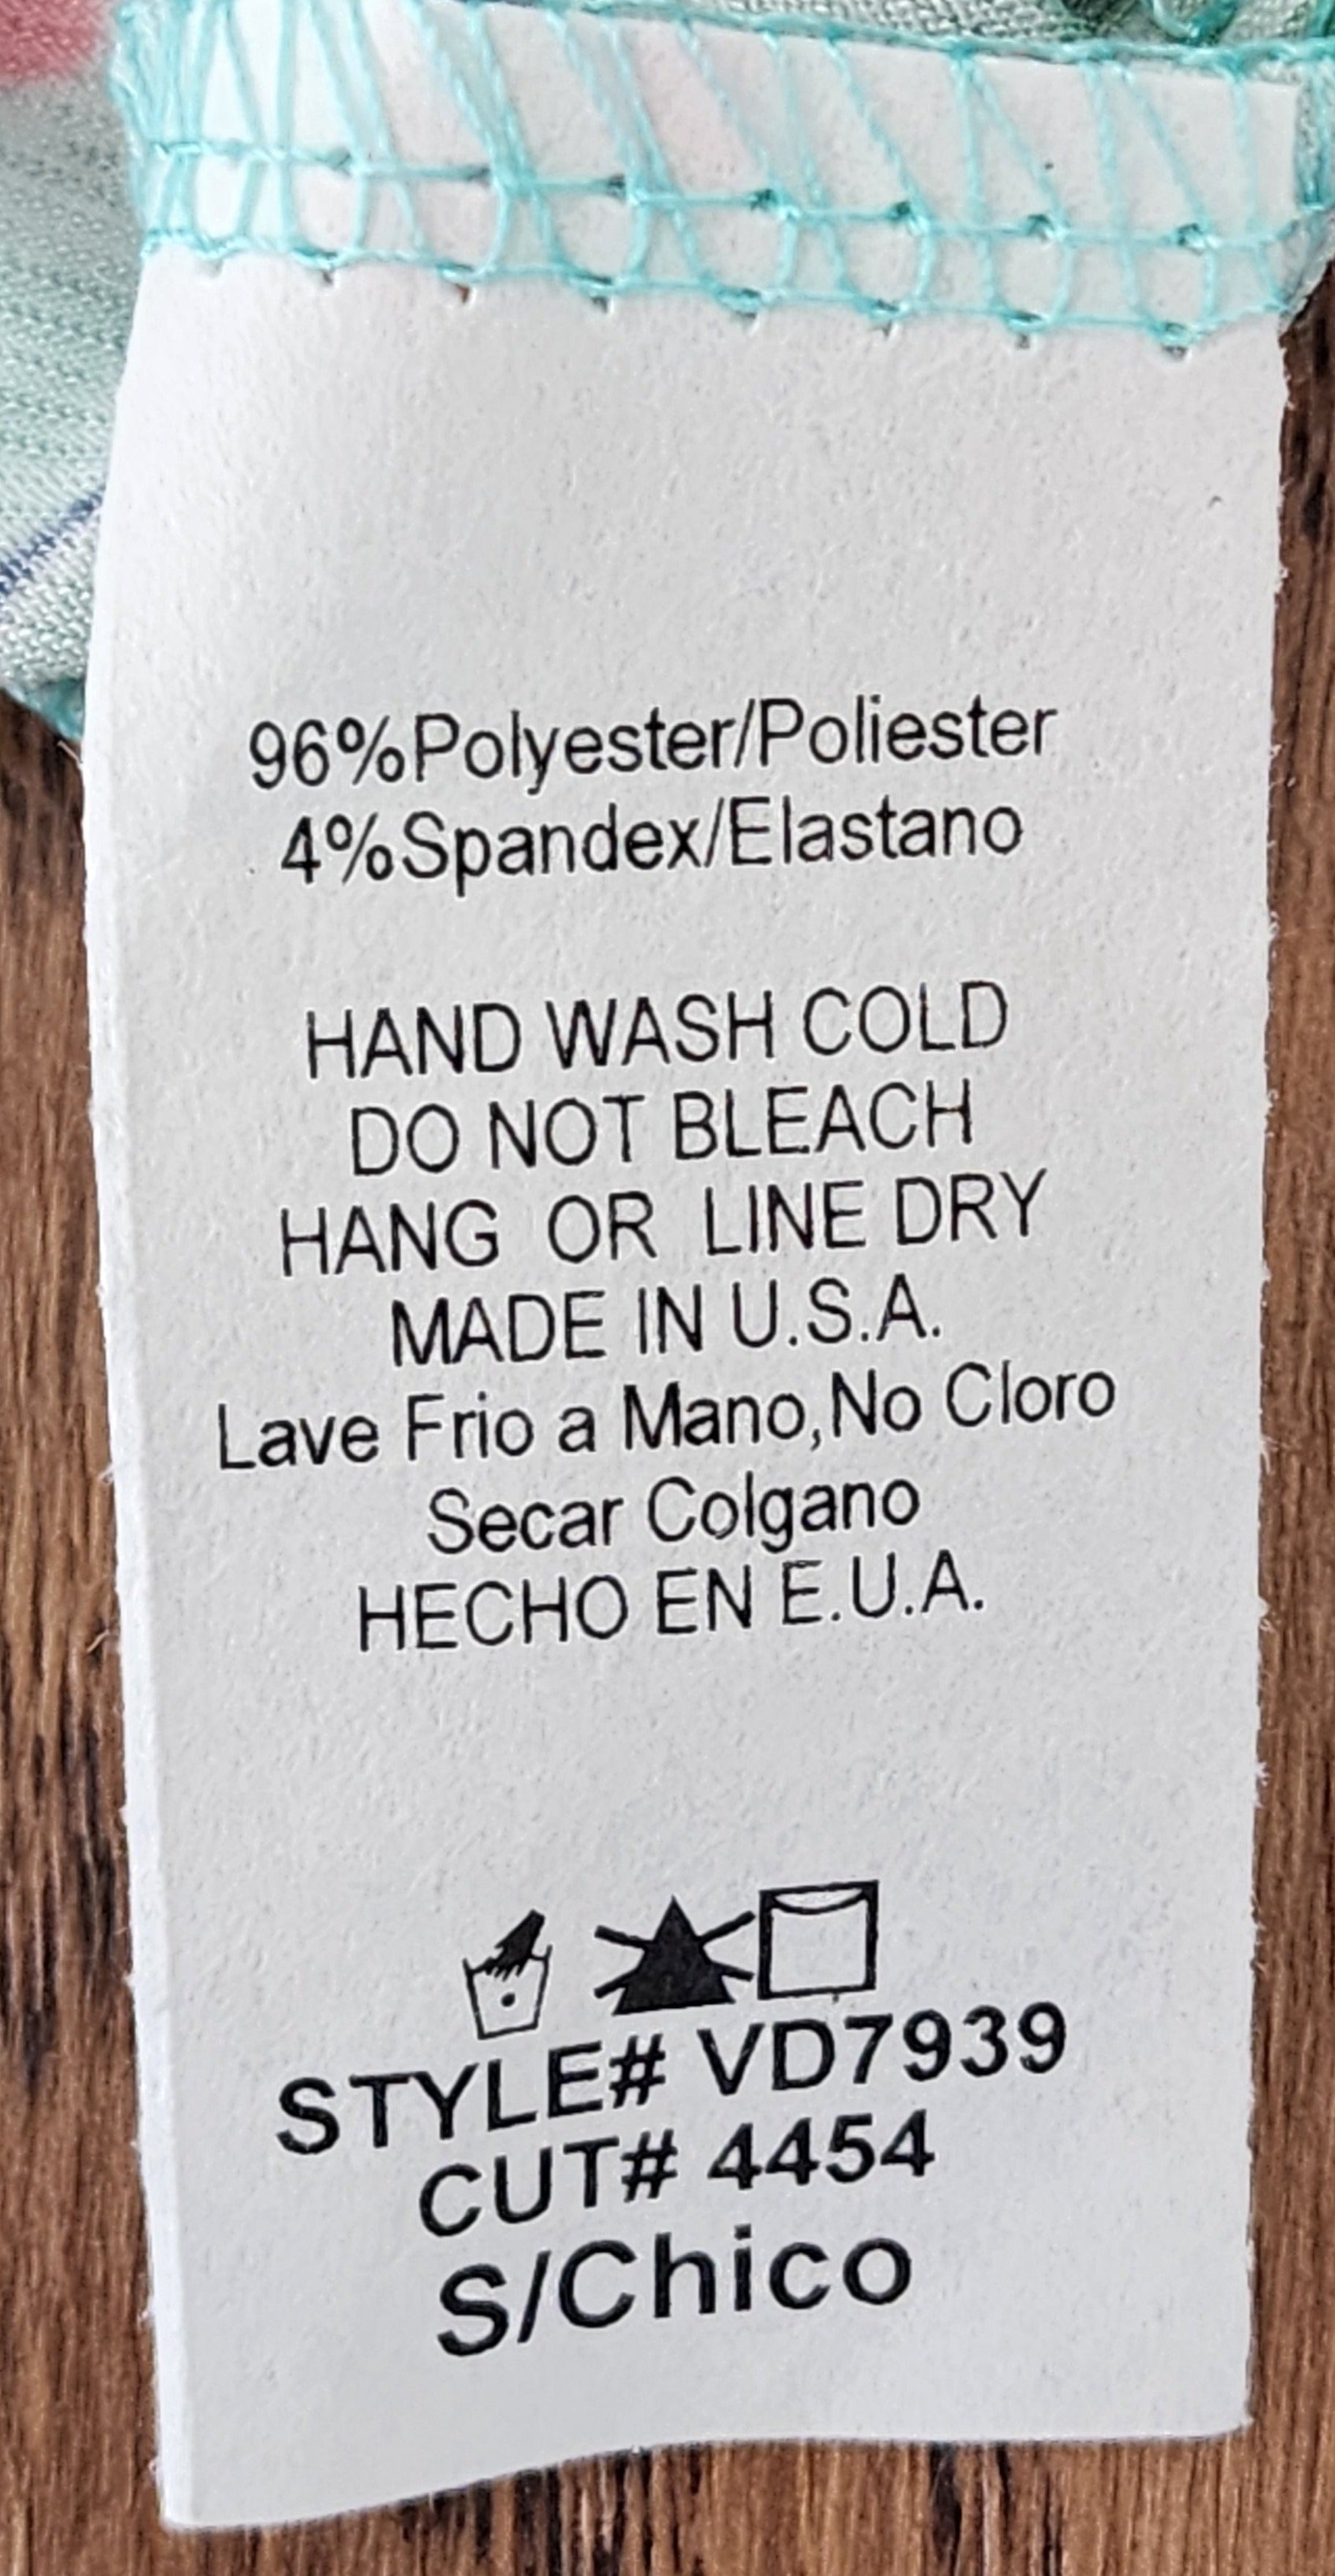 96%Polyester/Poliester
4%Spandex/Elastano
HAND WASH COLD
DO NOT BLEACH
HANG OR LINE DRY
MADE IN U.S.A.
Lave Frio a Mano,No Cloro
Secar Colgano
HECHO EN E.U.A.
STYLE# VD7939
CUT# 4454
S/Chico